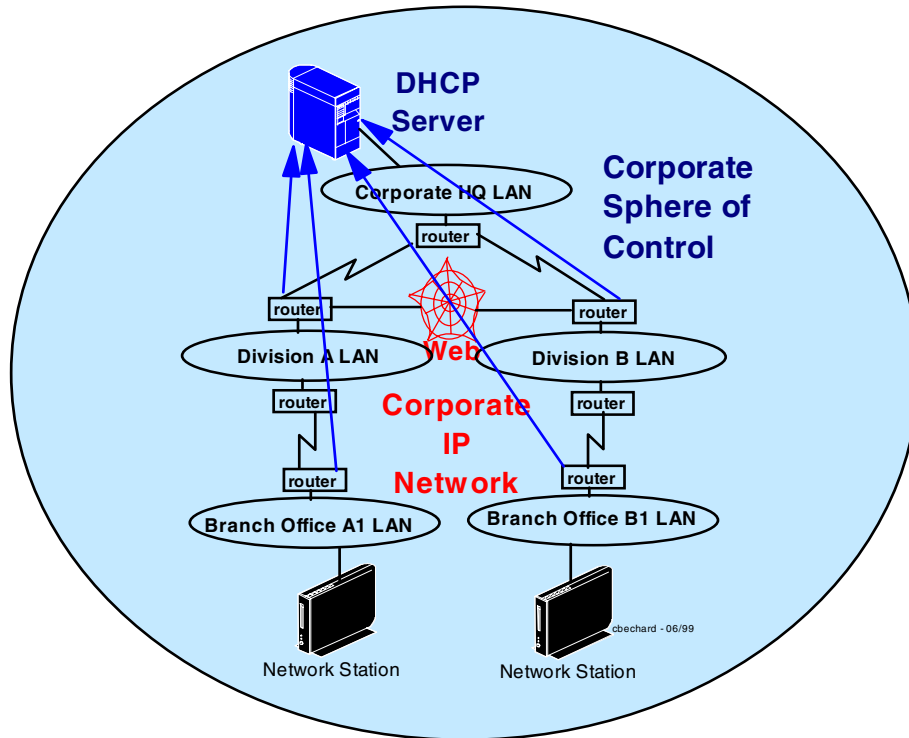 DHCP
Server
Corporate
Sphere of
Control
Corporate HQ LAN
router
router
router
Web
Division A LAN
Division B LAN
router
router
Corporate
IP
Network
router
router
Branch Office A1 LAN
Branch Office B1 LAN
cbechard - 06/99
Network Station
Network Station